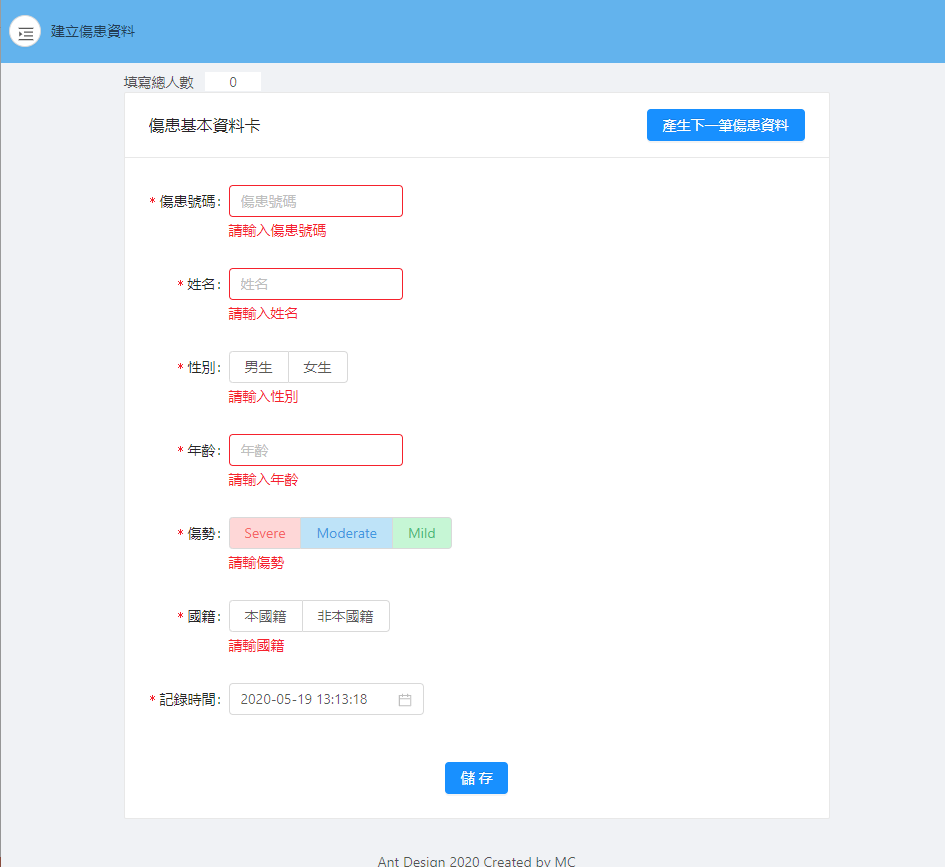 建立傷患資料
填寫總人數 0
傷患基本資料卡 產生下一筆傷患資料
* 傷患號碼: 傷患號碼
請輸入傷患號碼
* 姓名: 姓名
請輸入姓名
* 性別: 男生 女生
請輸入性別
* 年齡: 年齡
請輸入年齡
* 傷勢: Severe Moderate Mild
請輸傷勢
* 國籍: 本國籍 非本國籍
請輸國籍
* 記錄時間: 2020-05-19 13:13:18
儲 存
Ant Design 2020 Created by MC